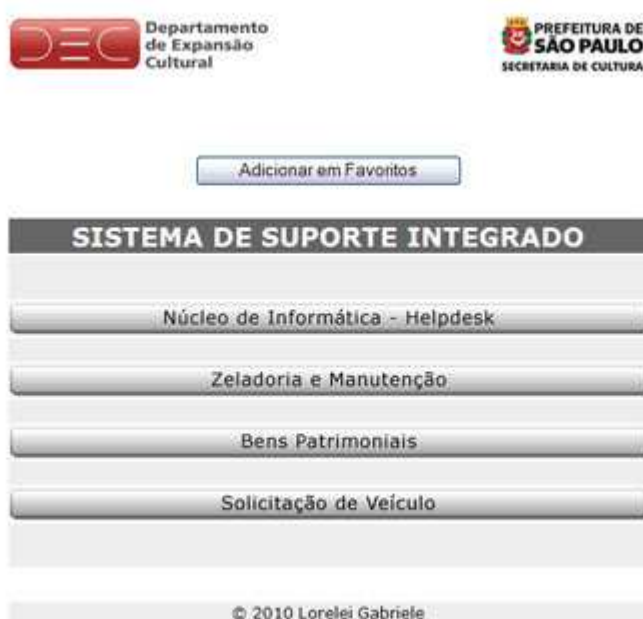 DEC
Departamento
de Expansão
Cultural
PREFEITURA DE
SÃO PAULO
SECRETARIA DE CULTURA
Adicionar em Favoritos
SISTEMA DE SUPORTE INTEGRADO
Núcleo de Informática - Helpdesk
Zeladoria e Manutenção
Bens Patrimoniais
Solicitação de Veículo
© 2010 Lorelei Gabriele